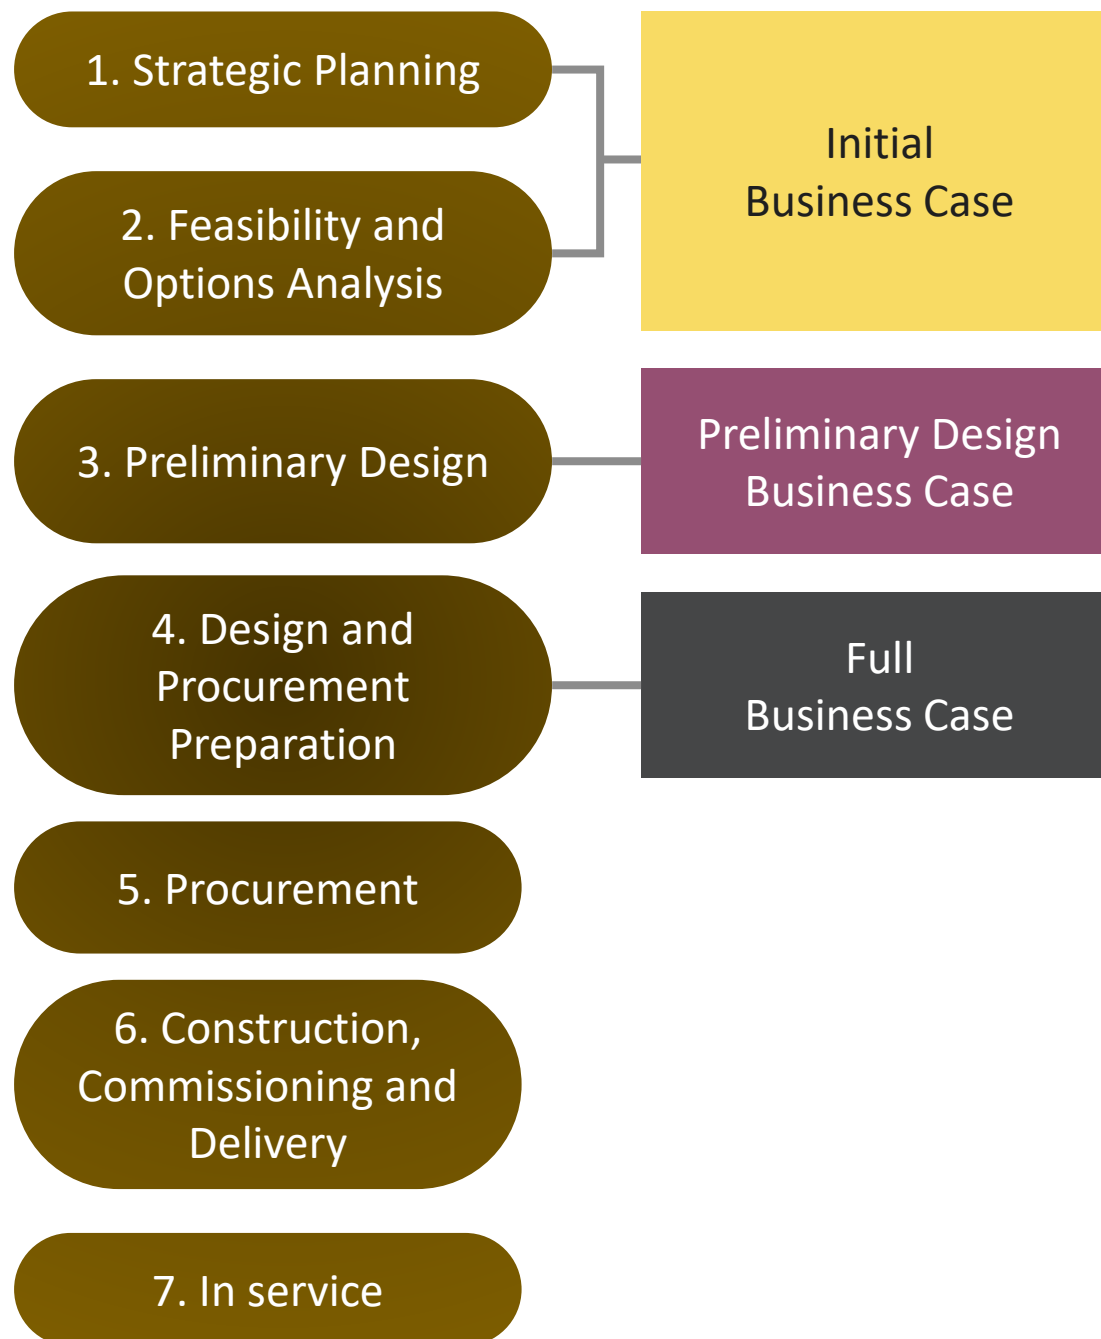 1. Strategic Planning
2. Feasibility and
Options Analysis
Initial
Business Case
3. Preliminary Design
Preliminary Design
Business Case
4. Design and
Procurement
Preparation
Full
Business Case
5. Procurement
6. Construction,
Commissioning and
Delivery
7. In service